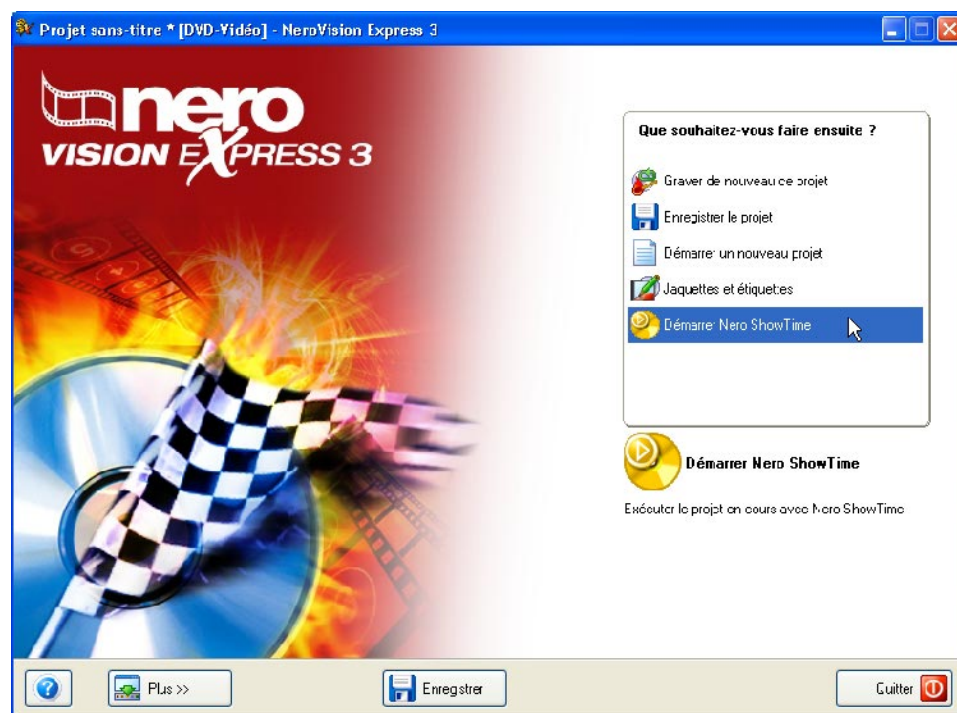 Projet sans-titre * [DVD-Vidéo] - NeroVision Express 3
nero
VISION EXPRESS 3
Que souhaitez-vous faire ensuite ?
Graver de nouveau ce projet
Enregistrer le projet
Démarrer un nouveau projet
Jaquettes et étiquettes
Démarrer Nero ShowTime
Démarrer Nero ShowTime
Exécuter le projet en cours avec Nero ShowTime
Plus >>
Enregistrer
Quitter